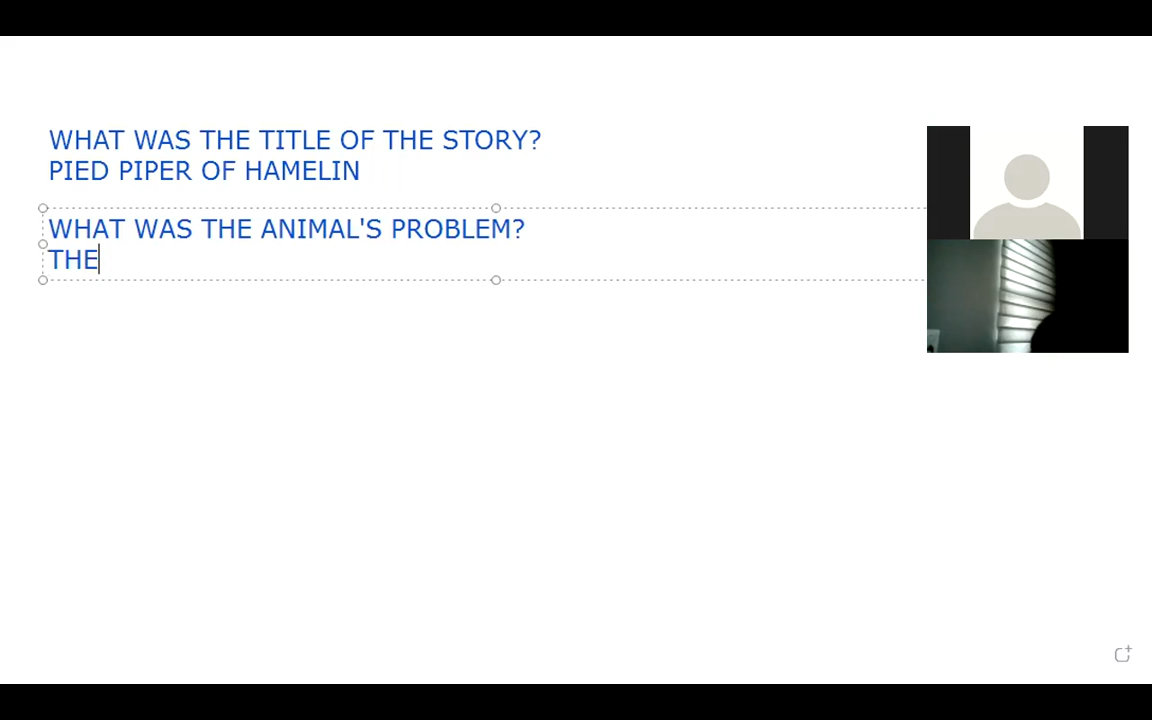 WHAT WAS THE TITLE OF THE STORY?
PIED PIPER OF HAMELIN
WHAT WAS THE ANIMAL'S PROBLEM?
THE